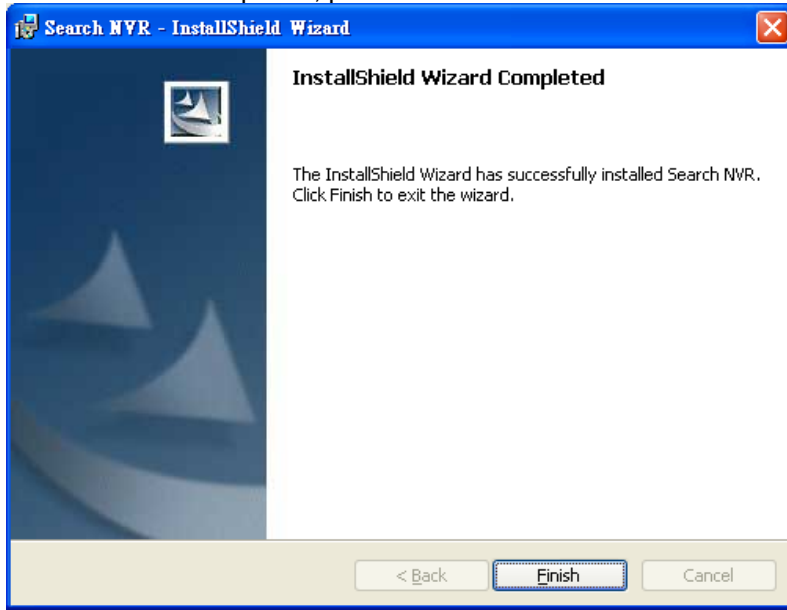 Search NVR - InstallShield Wizard
InstallShield Wizard Completed
The InstallShield Wizard has successfully installed Search NVR.
Click Finish to exit the wizard.
< Back
Finish
Cancel